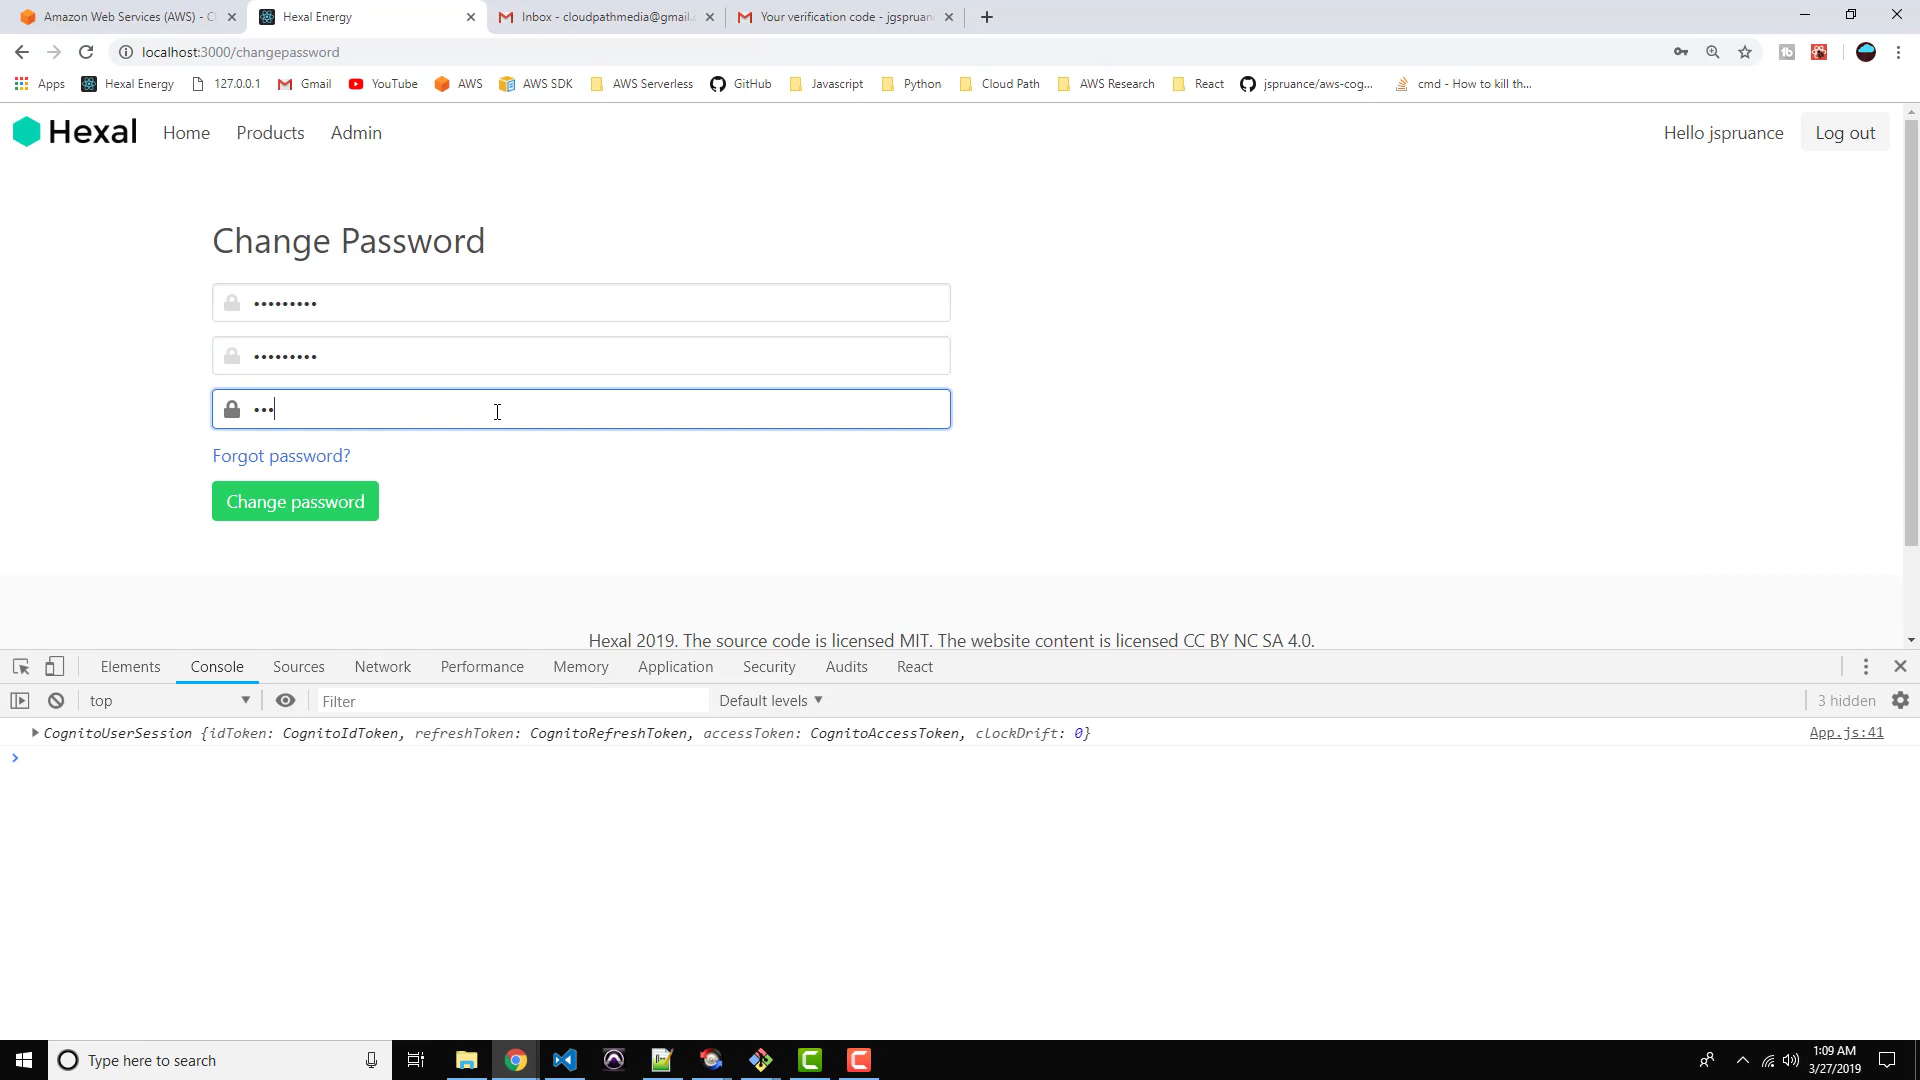 Amazon Web Services (AWS) - C
Hexal Energy
Inbox - cloudpathmedia@gmail.
Your verification code - jgspruan
localhost:3000/changepassword
Apps
Hexal Energy
127.0.0.1
Gmail
YouTube
AWS
AWS SDK
AWS Serverless
GitHub
Javascript
Python
Cloud Path
AWS Research
React
jspruance/aws-cog...
cmd - How to kill th...
Hexal
Home
Products
Admin
Hello jspruance
Log out
Change Password
•••••••••
•••••••••
•••
Forgot password?
Change password
Hexal 2019. The source code is licensed MIT. The website content is licensed CC BY NC SA 4.0.
Elements
Console
Sources
Network
Performance
Memory
Application
Security
Audits
React
top
Filter
Default levels
3 hidden
CognitoUserSession {idToken: CognitoIdToken, refreshToken: CognitoRefreshToken, accessToken: CognitoAccessToken, clockDrift: 0}
App.js:41
Type here to search
1:09 AM
3/27/2019